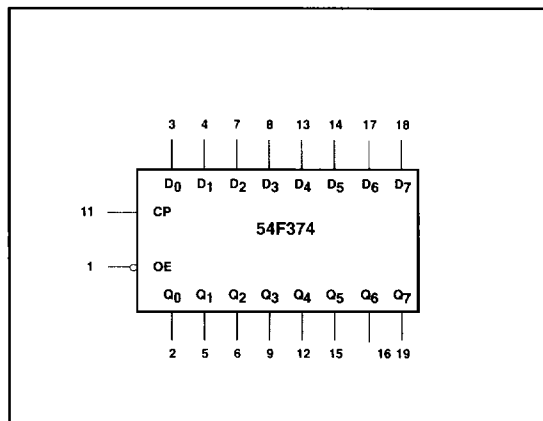 3 4 7 8 13 14 17 18
D0 D1 D2 D3 D4 D5 D6 D7
11 CP
54F374
1 OE
Q0 Q1 Q2 Q3 Q4 Q5 Q6 Q7
2 5 6 9 12 15 16 19